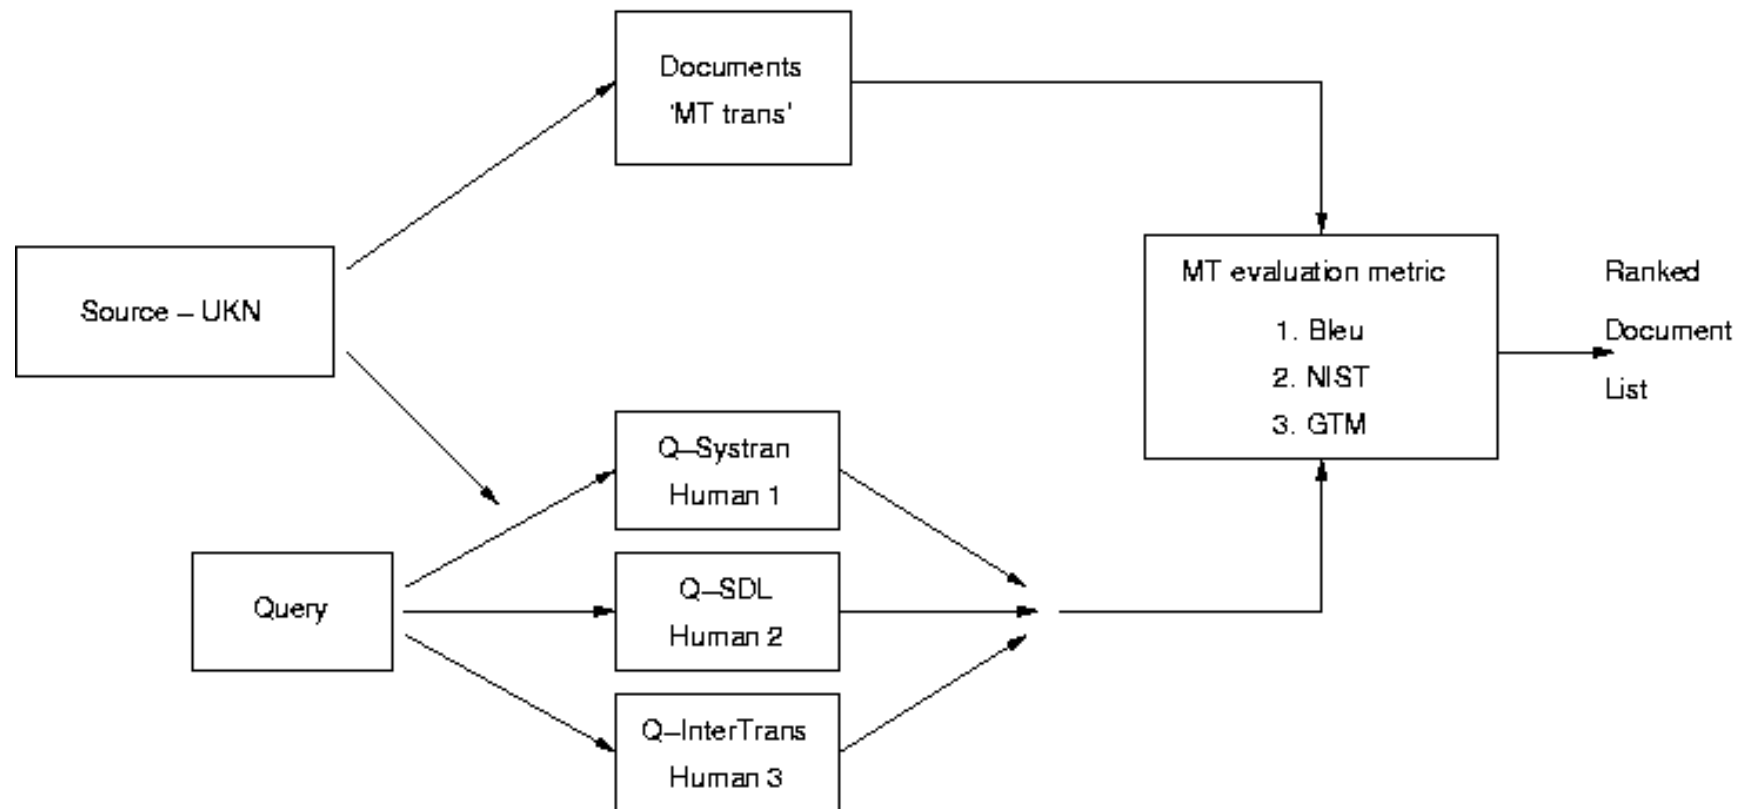 Documents
'MT trans'
Source – UKN
MT evaluation metric
1. Bleu
2. NIST
3. GTM
Ranked
Document
List
Q–Systran
Human 1
Query
Q–SDL
Human 2
Q–InterTrans
Human 3